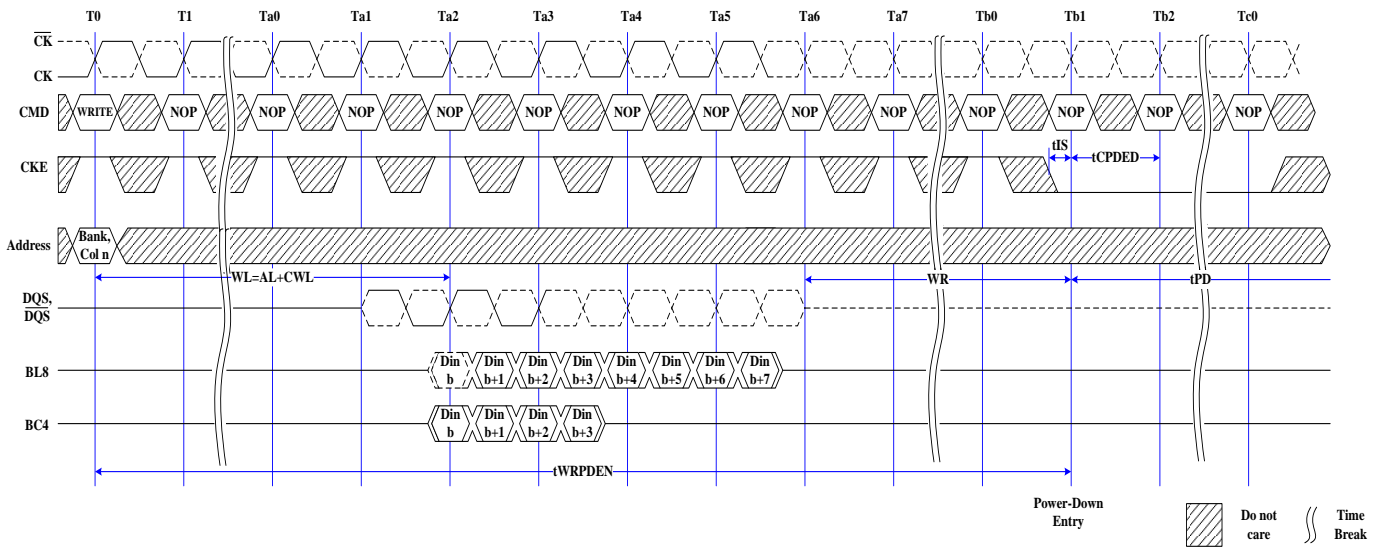 T0 T1 Ta0 Ta1 Ta2 Ta3 Ta4 Ta5 Ta6 Ta7 Tb0 Tb1 Tb2 Tc0
CK
CK
CMD WRITE NOP NOP NOP NOP NOP NOP NOP NOP NOP NOP NOP NOP NOP
tIS tCPDED
CKE
Address Bank, Col n
WL=AL+CWL WR tPD
DQS,
DQS
BL8 Din b Din b+1 Din b+2 Din b+3 Din b+4 Din b+5 Din b+6 Din b+7
BC4 Din b Din b+1 Din b+2 Din b+3
tWRPDEN
Power-Down
Entry
Do not
care
Time
Break